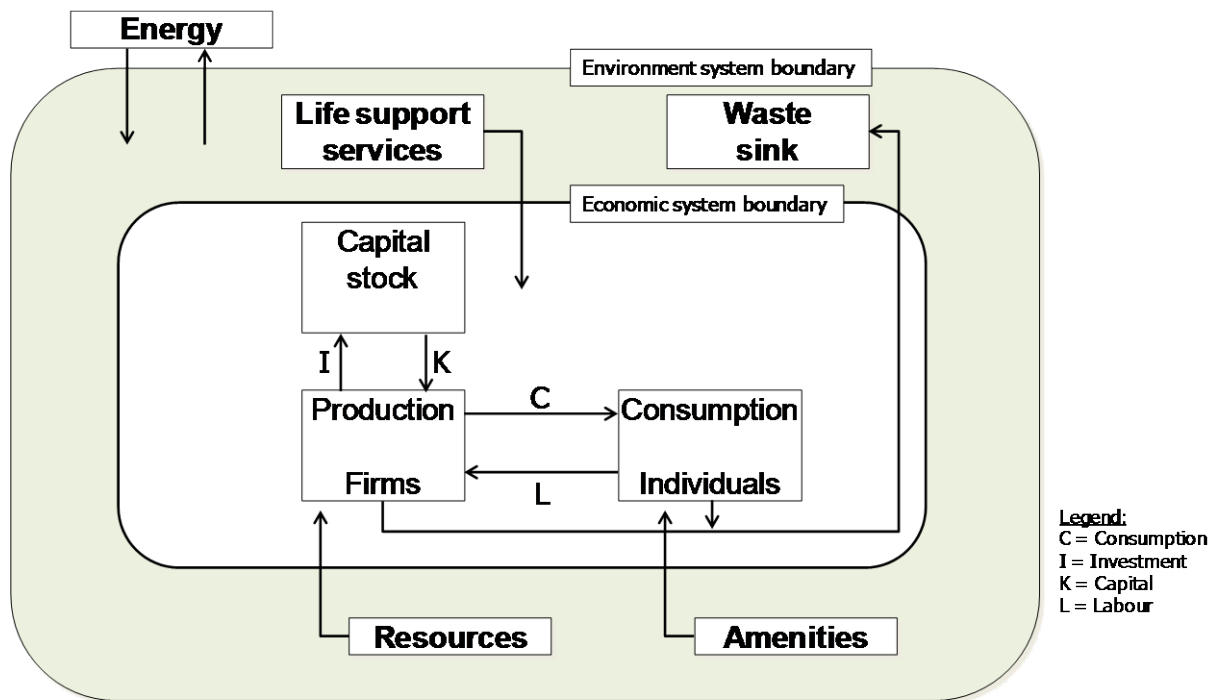 Energy
Environment system boundary
Life support
services
Waste
sink
Economic system boundary
Capital
stock
I
K
Production
C
Consumption
Firms
L
Individuals
Legend:
C = Consumption
I = Investment
K = Capital
L = Labour
Resources
Amenities